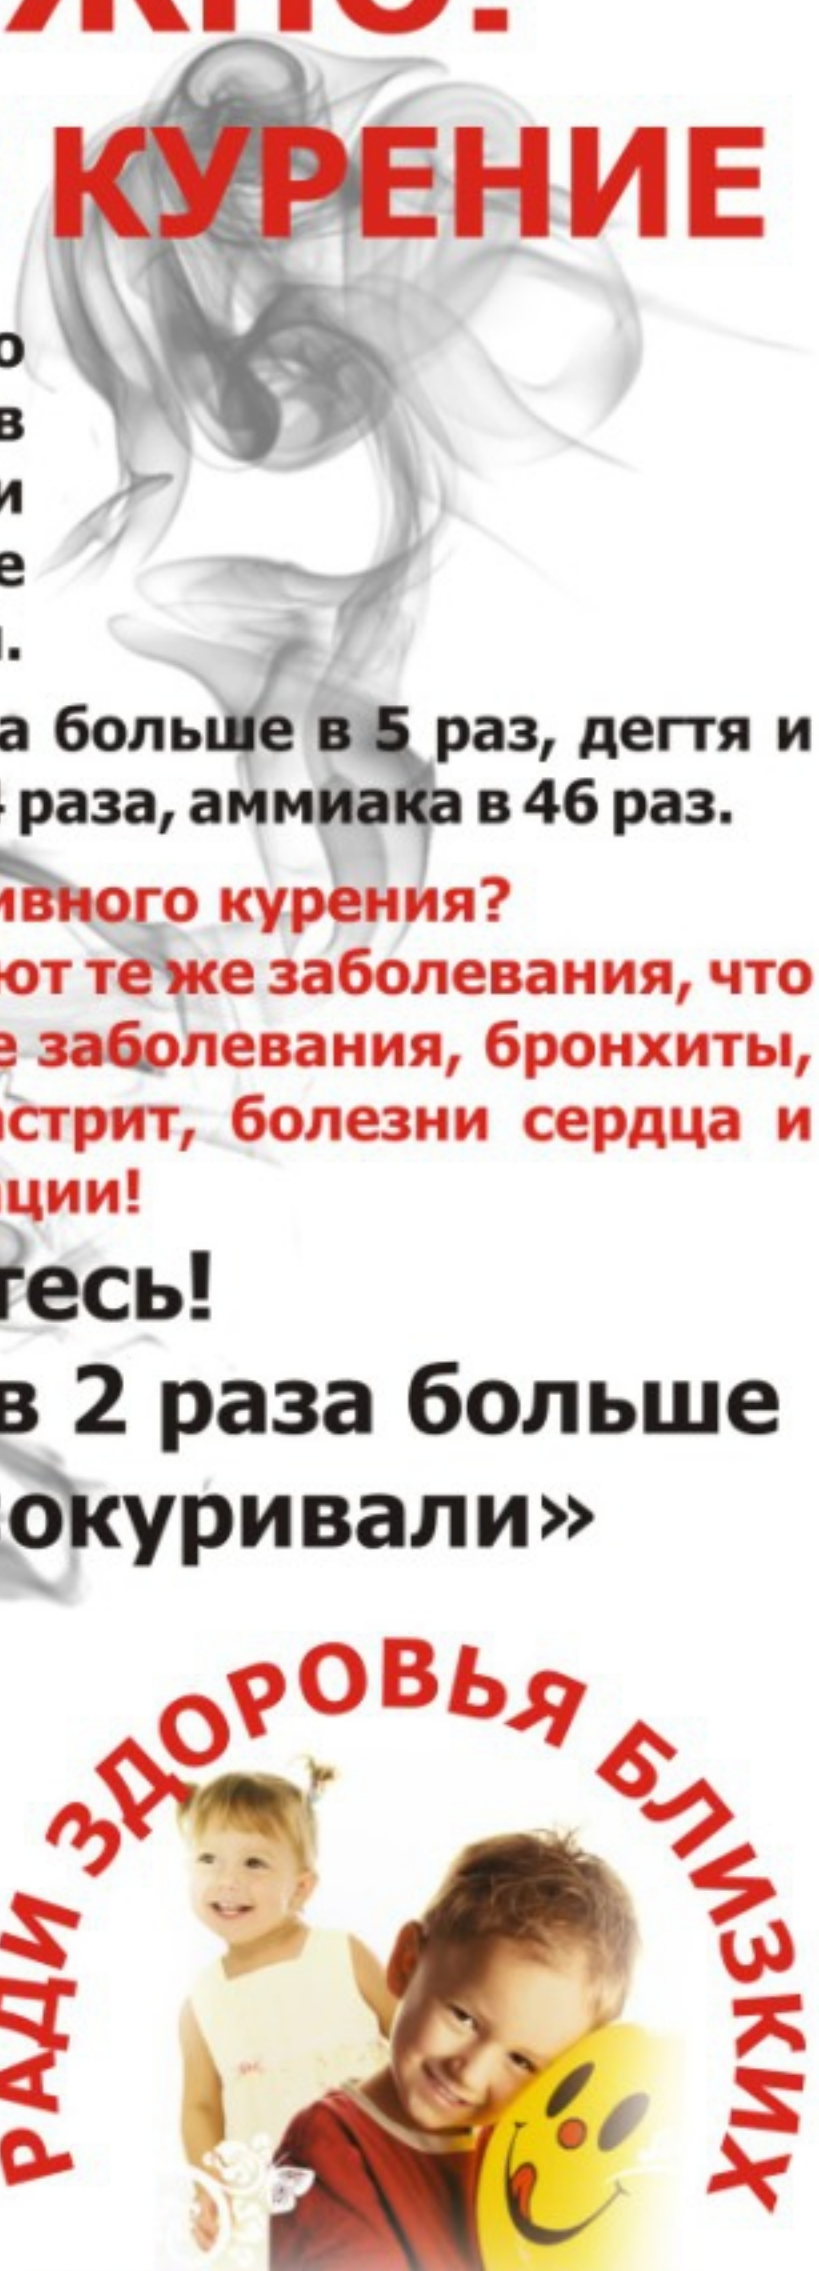 КУРЕНИЕ
о
в
и
е
а больше в 5 раз, дегтя и
раза, аммиака в 46 раз.
ивного курения?
ют те же заболевания, что
е заболевания, бронхиты,
астрит, болезни сердца и
ации!
тесь!
в 2 раза больше
окуривали»
РАДИ ЗДОРОВЬЯ БЛИЗКИХ